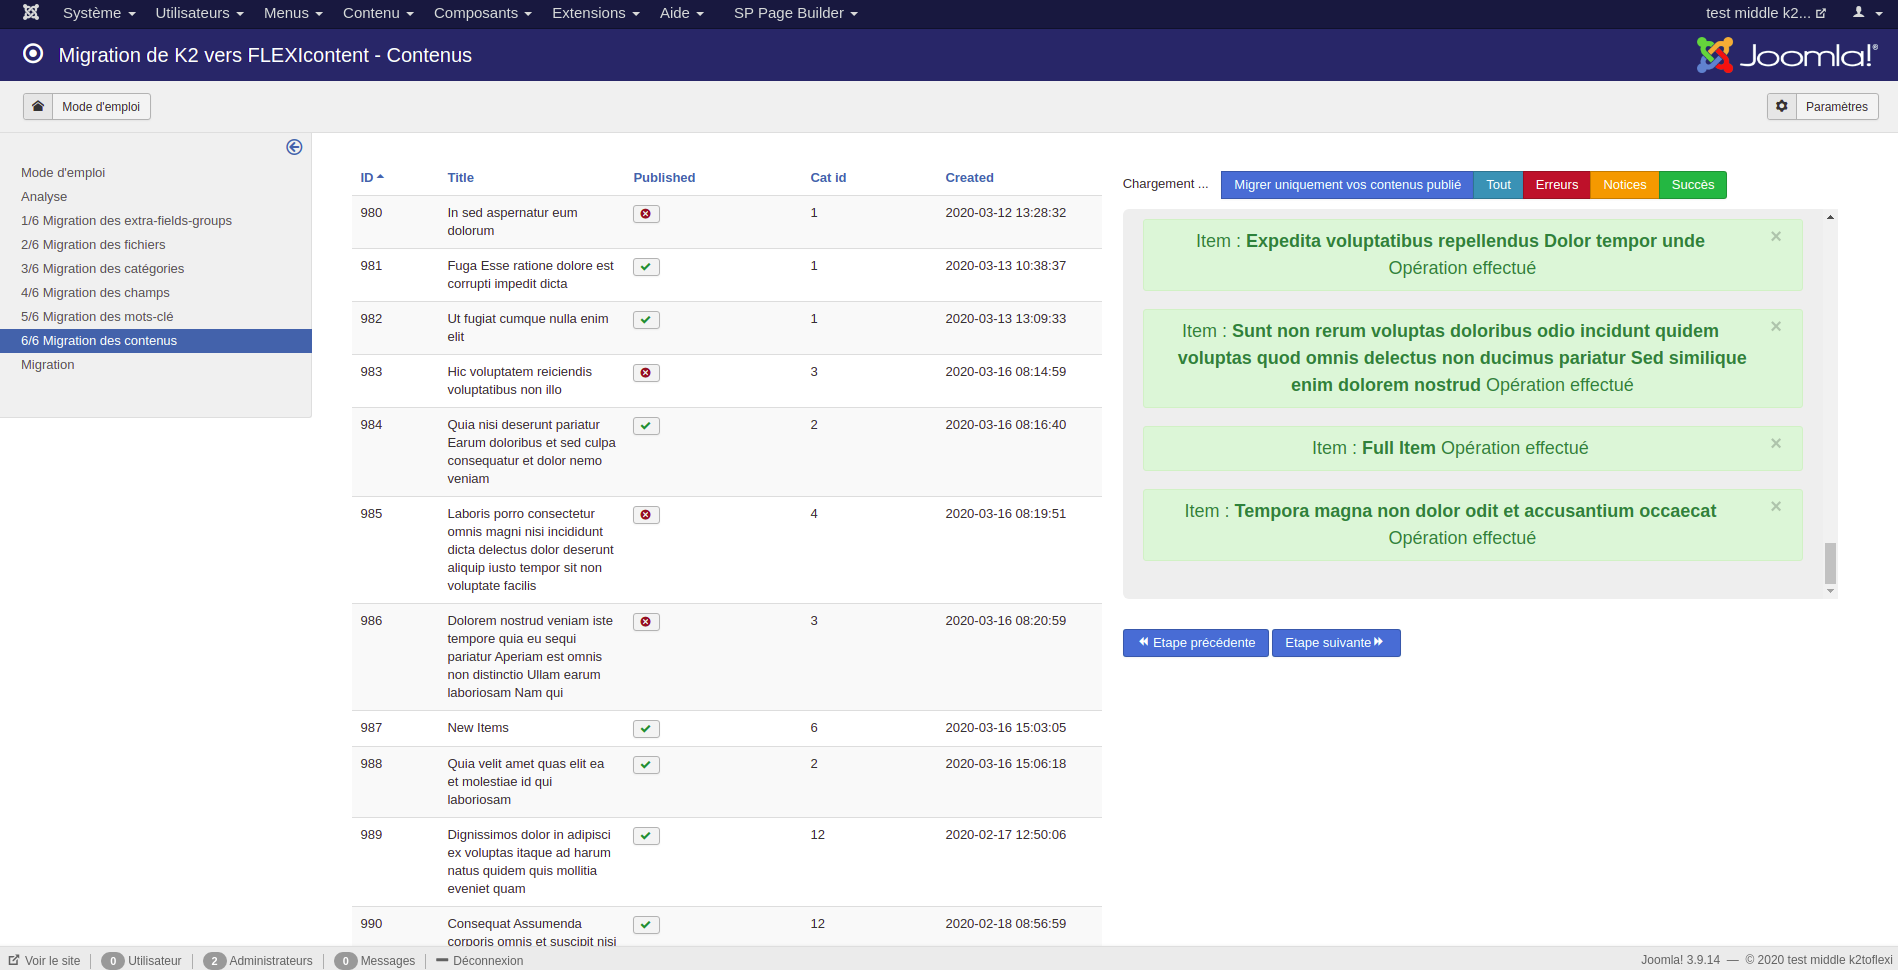 Système Utilisateurs Menus Contenu Composants Extensions Aide SP Page Builder test middle k2...
Migration de K2 vers FLEXIcontent - Contenus Joomla!®
Mode d'emploi Paramètres
Mode d'emploi
Analyse
1/6 Migration des extra-fields-groups
2/6 Migration des fichiers
3/6 Migration des catégories
4/6 Migration des champs
5/6 Migration des mots-clé
6/6 Migration des contenus
Migration
ID Title Published Cat id Created
980 In sed aspernatur eum 1 2020-03-12 13:28:32
dolorum
981 Fuga Esse ratione dolore est 1 2020-03-13 10:38:37
corrupti impedit dicta
982 Ut fugiat cumque nulla enim 1 2020-03-13 13:09:33
elit
983 Hic voluptatem reiciendis 3 2020-03-16 08:14:59
voluptatibus non illo
984 Quia nisi deserunt pariatur 2 2020-03-16 08:16:40
Earum doloribus et sed culpa
consequatur et dolor nemo
veniam
985 Laboris porro consectetur 4 2020-03-16 08:19:51
omnis magni nisi incididunt
dicta delectus dolor deserunt
aliquip iusto tempor sit non
voluptate facilis
986 Dolorem nostrud veniam iste 3 2020-03-16 08:20:59
tempore quia eu sequi
pariatur Aperiam est omnis
non distinctio Ullam earum
laboriosam Nam qui
987 New Items 6 2020-03-16 15:03:05
988 Quia velit amet quas elit ea 2 2020-03-16 15:06:18
et molestiae id qui
laboriosam
989 Dignissimos dolor in adipisci 12 2020-02-17 12:50:06
ex voluptas itaque ad harum
natus quidem quis mollitia
eveniet quam
990 Consequat Assumenda 12 2020-02-18 08:56:59
corporis omnis et suscipit nisi
Chargement ... Migrer uniquement vos contenus publié Tout Erreurs Notices Succès
Item : Expedita voluptatibus repellendus Dolor tempor unde ×
Opération effectué
Item : Sunt non rerum voluptas doloribus odio incidunt quidem ×
voluptas quod omnis delectus non ducimus pariatur Sed similique
enim dolorem nostrud Opération effectué
Item : Full Item Opération effectué ×
Item : Tempora magna non dolor odit et accusantium occaecat ×
Opération effectué
Etape précédente Etape suivante
Voir le site 0 Utilisateur 2 Administrateurs 0 Messages Déconnexion Joomla! 3.9.14 — © 2020 test middle k2toflexi